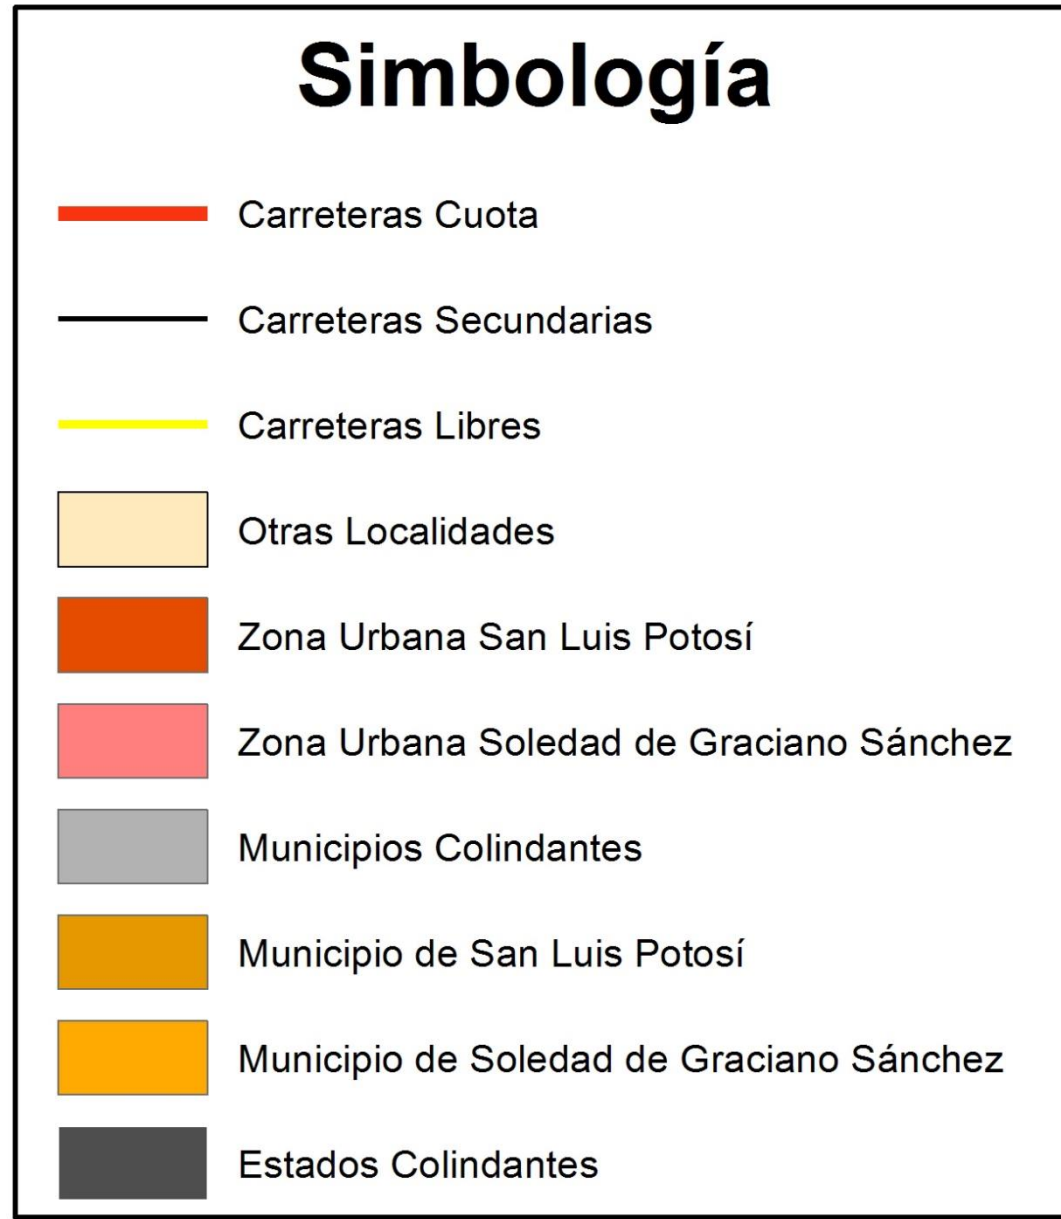 Simbología
Carreteras Cuota
Carreteras Secundarias
Carreteras Libres
Otras Localidades
Zona Urbana San Luis Potosí
Zona Urbana Soledad de Graciano Sánchez
Municipios Colindantes
Municipio de San Luis Potosí
Municipio de Soledad de Graciano Sánchez
Estados Colindantes